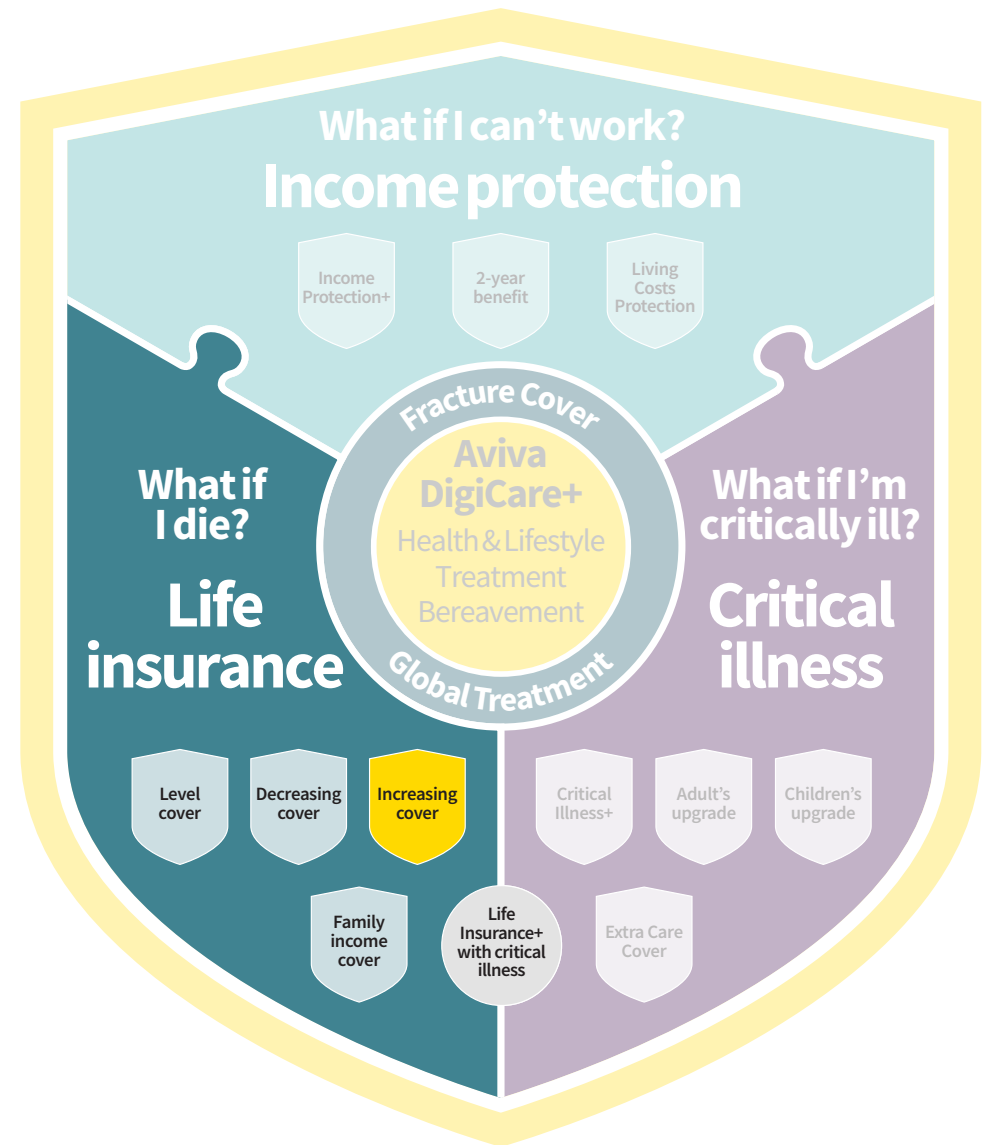 What if I can't work?
Income protection
Income
Protection+
2-year
benefit
Living
Costs
Protection
Fracture Cover
Aviva
DigiCare+
Health & Lifestyle
Treatment
Bereavement
Global Treatment
What if
I die?
Life
insurance
What if I'm
critically ill?
Critical
illness
Level
cover
Decreasing
cover
Increasing
cover
Critical
Illness+
Adult's
upgrade
Children's
upgrade
Family
income
cover
Life
Insurance+
with critical
illness
Extra Care
Cover